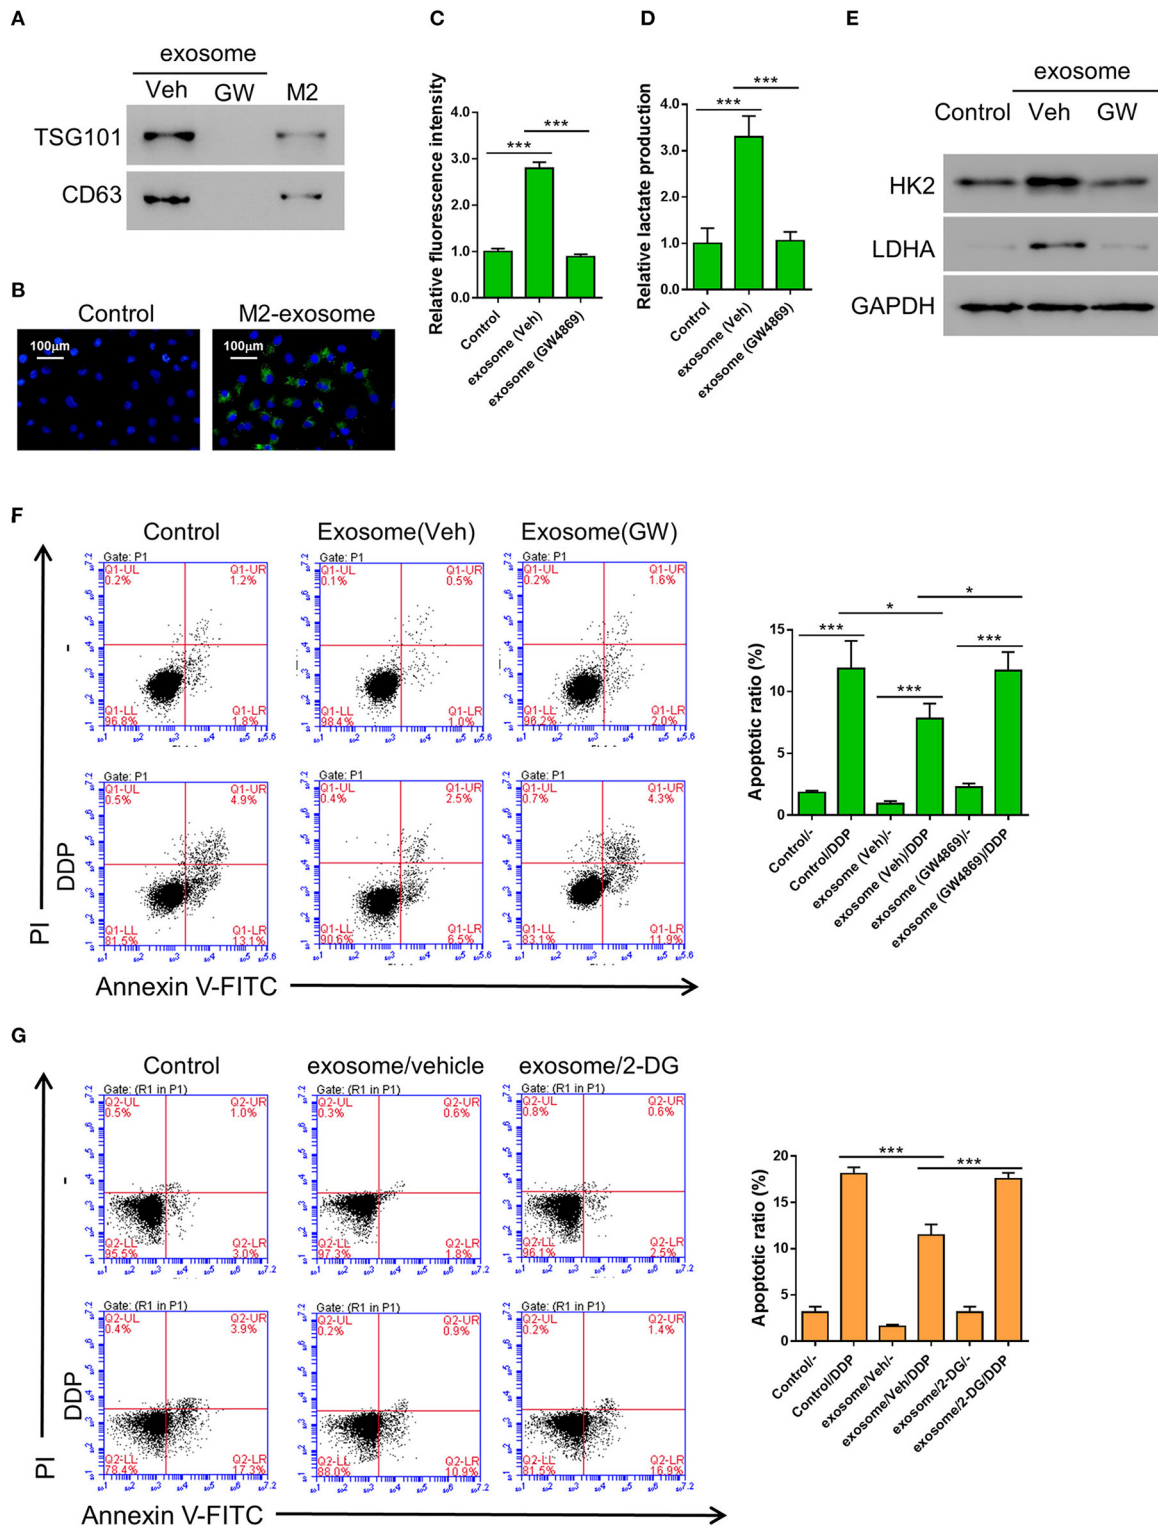 A
exosome
Veh GW M2
TSG101
CD63
B
Control M2-exosome
100µm 100µm
C
Relative fluorescence intensity
4.0
3.0
2.0
1.0
0.0
*** ***
Control
exosome (Veh)
exosome (GW4869)
D
Relative lactate production
4.0
3.0
2.0
1.0
0.0
*** ***
Control
exosome (Veh)
exosome (GW4869)
E
exosome
Control Veh GW
HK2
LDHA
GAPDH
F
Control Exosome(Veh) Exosome(GW)
-
Gate: P1
Q1-UL Q1-UR
0.2% 1.2%
Q1-LL Q1-LR
96.8% 1.8%
Gate: P1
Q1-UL Q1-UR
0.1% 0.5%
Q1-LL Q1-LR
98.4% 1.0%
Gate: P1
Q1-UL Q1-UR
0.2% 1.6%
Q1-LL Q1-LR
96.2% 2.0%
DDP
Gate: P1
Q1-UL Q1-UR
0.5% 4.9%
Q1-LL Q1-LR
81.5% 13.1%
Gate: P1
Q1-UL Q1-UR
0.4% 2.5%
Q1-LL Q1-LR
90.6% 6.5%
Gate: P1
Q1-UL Q1-UR
0.7% 4.3%
Q1-LL Q1-LR
83.1% 11.9%
PI
Annexin V-FITC
Apoptotic ratio (%)
15
10
5
0
*** * *** * ***
Control/-
Control/DDP
exosome (Veh)/-
exosome (Veh)/DDP
exosome (GW4869)/-
exosome (GW4869)/DDP
G
Control exosome/vehicle exosome/2-DG
-
Gate: (R1 in P1)
Q2-UL Q2-UR
0.5% 1.0%
Q2-LL Q2-LR
95.5% 3.0%
Gate: (R1 in P1)
Q2-UL Q2-UR
0.3% 0.6%
Q2-LL Q2-LR
97.3% 1.8%
Gate: (R1 in P1)
Q2-UL Q2-UR
0.8% 0.6%
Q2-LL Q2-LR
96.1% 2.5%
DDP
Gate: (R1 in P1)
Q2-UL Q2-UR
0.4% 3.9%
Q2-LL Q2-LR
78.4% 17.3%
Gate: (R1 in P1)
Q2-UL Q2-UR
0.2% 0.9%
Q2-LL Q2-LR
88.0% 10.9%
Gate: (R1 in P1)
Q2-UL Q2-UR
0.2% 1.4%
Q2-LL Q2-LR
81.5% 16.9%
PI
Annexin V-FITC
Apoptotic ratio (%)
20
15
10
5
0
*** ***
Control/-
Control/DDP
exosome/Veh/-
exosome/Veh/DDP
exosome/2-DG/-
exosome/2-DG/DDP